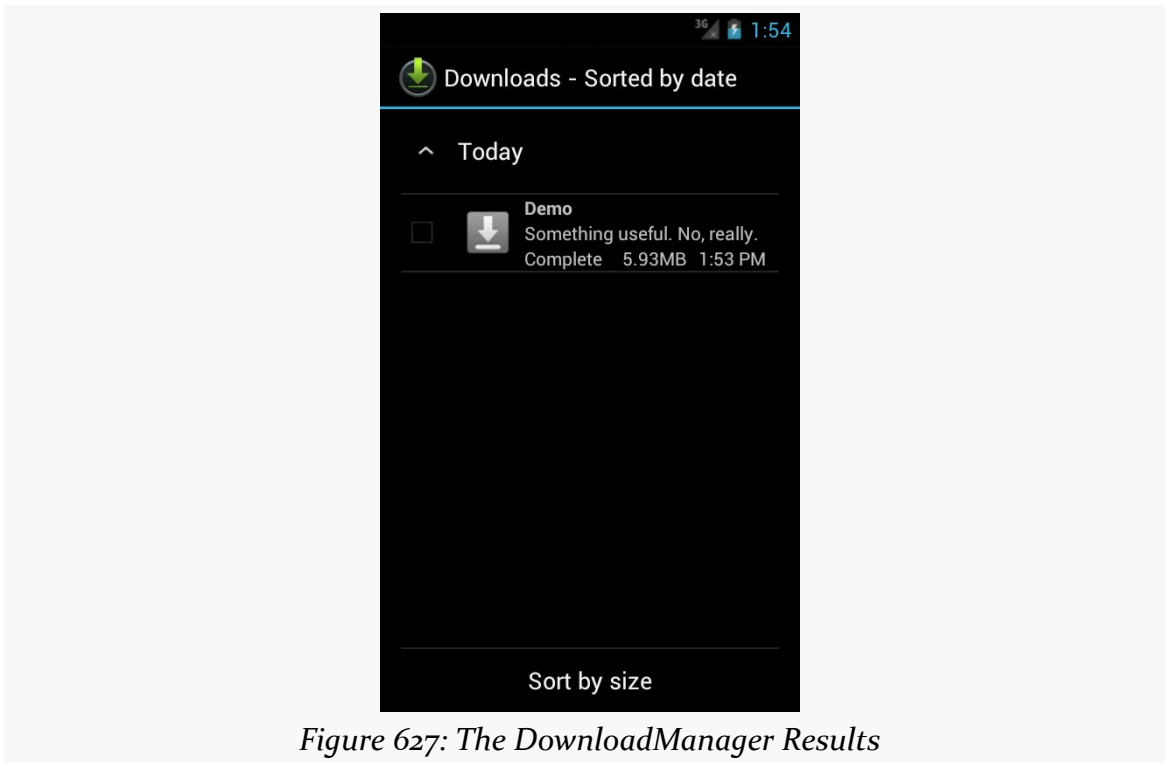 3G 1:54
Downloads - Sorted by date
Today
Demo
Something useful. No, really.
Complete 5.93MB 1:53 PM
Sort by size
Figure 627: The DownloadManager Results